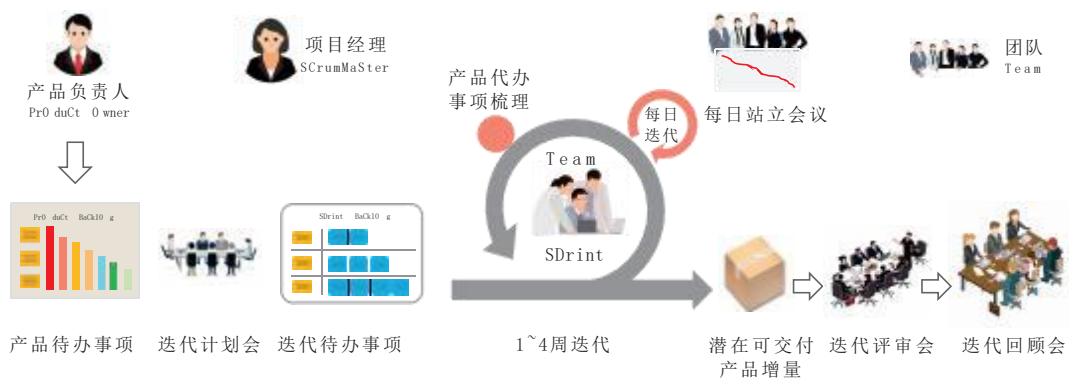 产品负责人
Pr0 duCt 0 wner
项目经理
SCrumMaSter
产品代办
事项梳理
每日
迭代
每日站立会议
团队
Team
Pr0 duCt BaCkl0 g
SDrint BaCkl0 g
Team
SDrint
产品待办事项
迭代计划会
迭代待办事项
1~4周迭代
潜在可交付
产品增量
迭代评审会
迭代回顾会